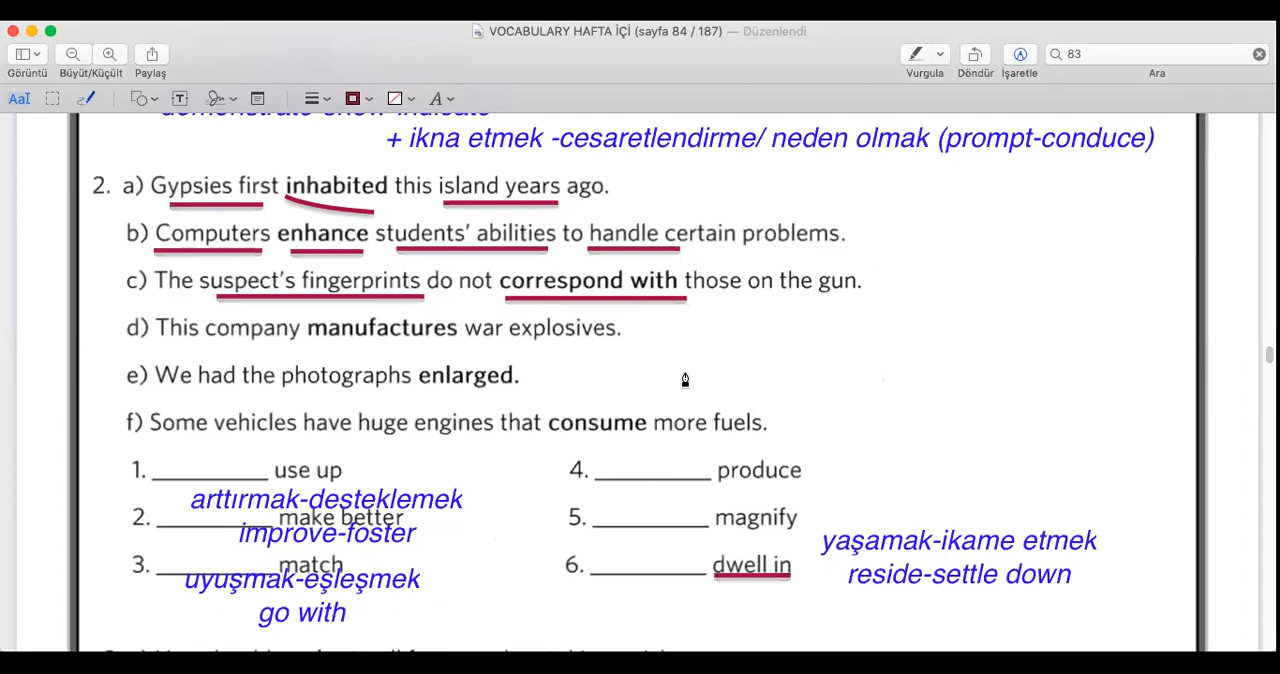 VOCABULARY HAFTA İÇİ (sayfa 84 / 187) — Düzenlendi
83
Görüntü Büyüt/Küçült Paylaş Vurgula Döndür İşaretle Ara
AaI T A
demonstrate-show-indicate
+ ikna etmek -cesaretlendirme/ neden olmak (prompt-conduce)
2. a) Gypsies first inhabited this island years ago.
b) Computers enhance students' abilities to handle certain problems.
c) The suspect's fingerprints do not correspond with those on the gun.
d) This company manufactures war explosives.
e) We had the photographs enlarged.
f) Some vehicles have huge engines that consume more fuels.
1. __________ use up 4. __________ produce
arttırmak-desteklemek
2. __________ make better 5. __________ magnify
improve-foster
yaşamak-ikame etmek
3. __________ match 6. __________ dwell in
uyuşmak-eşleşmek reside-settle down
go with